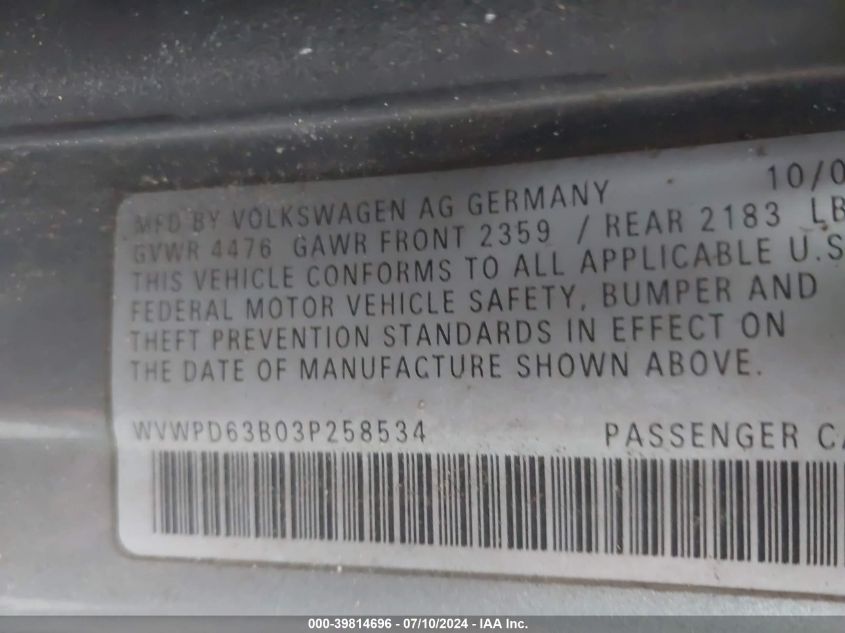 10/0
MFD BY VOLKSWAGEN AG GERMANY
GVWR 4476 GAWR FRONT 2359 / REAR 2183 LB
THIS VEHICLE CONFORMS TO ALL APPLICABLE U.S
FEDERAL MOTOR VEHICLE SAFETY, BUMPER AND
THEFT PREVENTION STANDARDS IN EFFECT ON
THE DATE OF MANUFACTURE SHOWN ABOVE.
WVWPD63B03P258534 PASSENGER CA
000-39814696 - 07/10/2024 - IAA Inc.